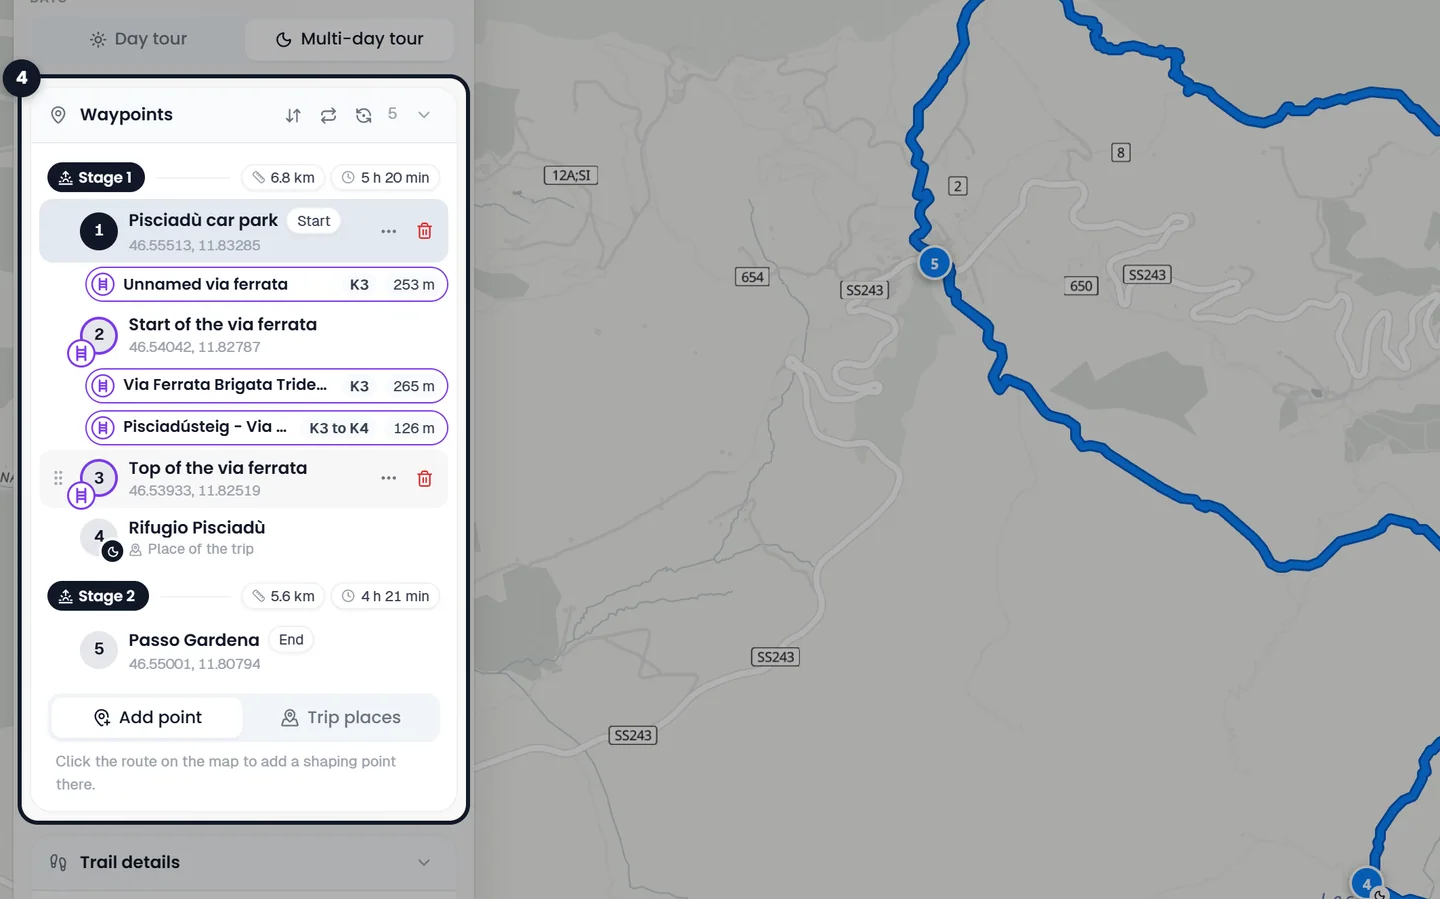 Day tour
Multi-day tour
4
Waypoints
5
Stage 1
6.8 km
5 h 20 min
1
Pisciadù car park
Start
46.55513, 11.83285
Unnamed via ferrata
K3
253 m
2
Start of the via ferrata
46.54042, 11.82787
Via Ferrata Brigata Tride...
K3
265 m
Pisciadústeig - Via ...
K3 to K4
126 m
3
Top of the via ferrata
46.53933, 11.82519
4
Rifugio Pisciadù
Place of the trip
Stage 2
5.6 km
4 h 21 min
5
Passo Gardena
End
46.55001, 11.80794
Add point
Trip places
Click the route on the map to add a shaping point
there.
Trail details
12A;SI
8
2
5
654
SS243
650
SS243
SS243
SS243
4